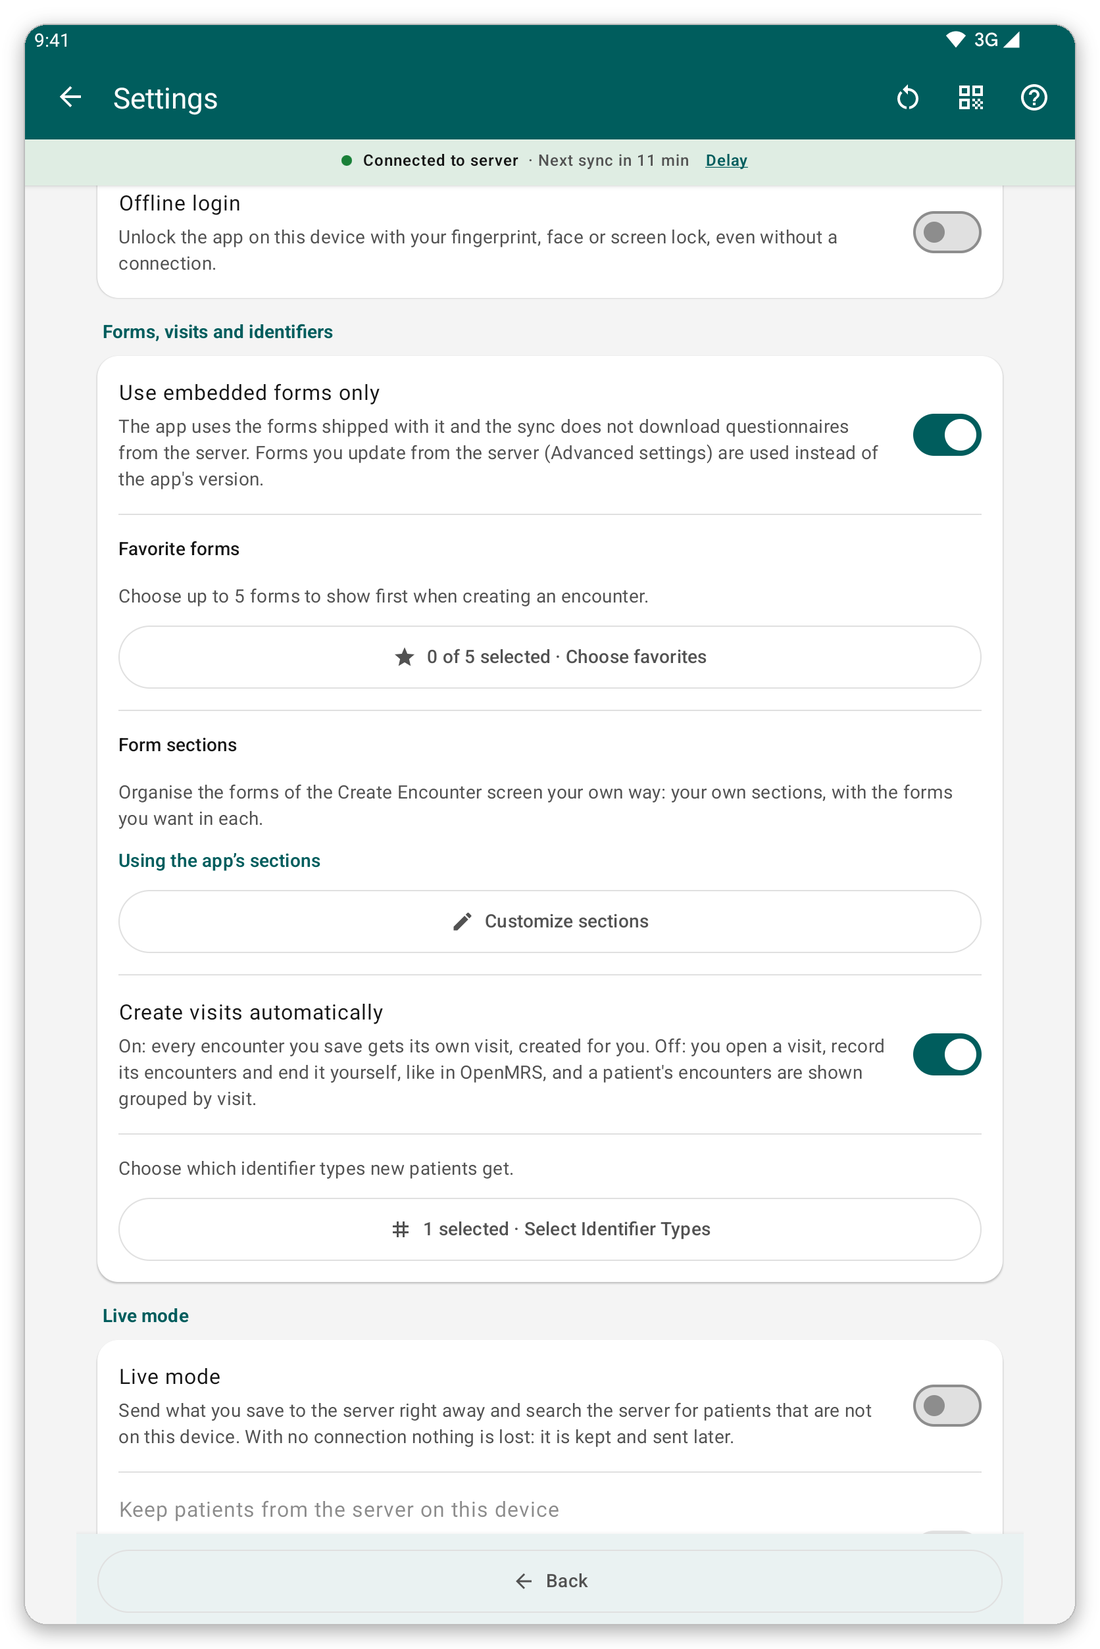 9:41
3G
Settings
Connected to server · Next sync in 11 min Delay
Offline login
Unlock the app on this device with your fingerprint, face or screen lock, even without a
connection.
Forms, visits and identifiers
Use embedded forms only
The app uses the forms shipped with it and the sync does not download questionnaires
from the server. Forms you update from the server (Advanced settings) are used instead of
the app's version.
Favorite forms
Choose up to 5 forms to show first when creating an encounter.
0 of 5 selected · Choose favorites
Form sections
Organise the forms of the Create Encounter screen your own way: your own sections, with the forms
you want in each.
Using the app’s sections
Customize sections
Create visits automatically
On: every encounter you save gets its own visit, created for you. Off: you open a visit, record
its encounters and end it yourself, like in OpenMRS, and a patient's encounters are shown
grouped by visit.
Choose which identifier types new patients get.
1 selected · Select Identifier Types
Live mode
Live mode
Send what you save to the server right away and search the server for patients that are not
on this device. With no connection nothing is lost: it is kept and sent later.
Keep patients from the server on this device
Back